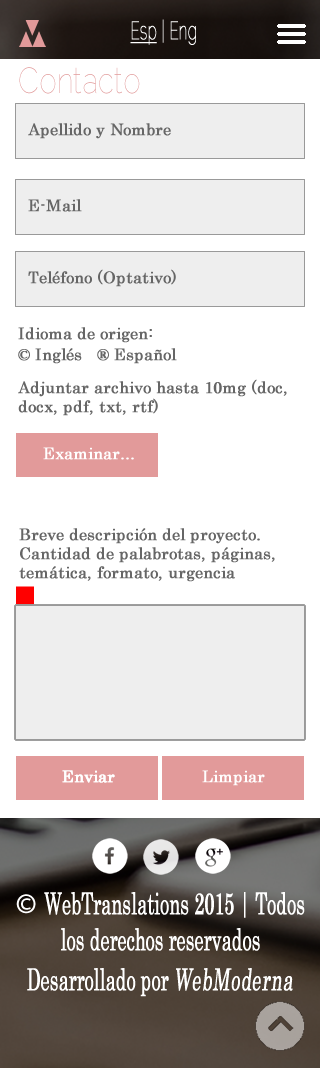 Esp | Eng
Contacto
Apellido y Nombre
E-Mail
Teléfono (Optativo)
Idioma de origen:
© Inglés ® Español
Adjuntar archivo hasta 10mg (doc,
docx, pdf, txt, rtf)
Examinar...
Breve descripción del proyecto.
Cantidad de palabrotas, páginas,
temática, formato, urgencia
Enviar Limpiar
f g+
© WebTranslations 2015 | Todos
los derechos reservados
Desarrollado por WebModerna